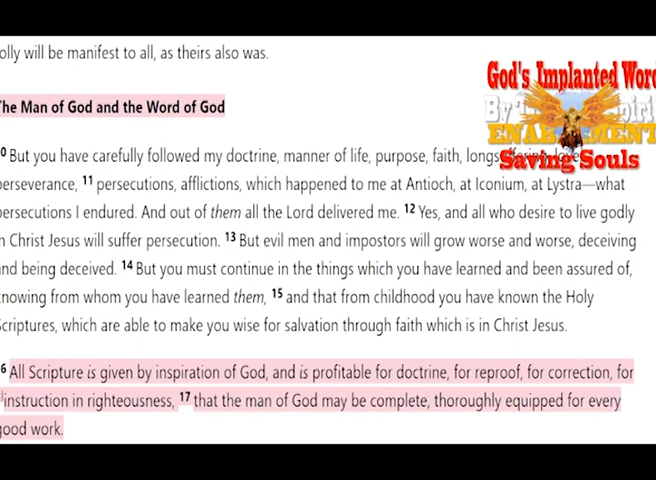 olly will be manifest to all, as theirs also was.
The Man of God and the Word of God
0 But you have carefully followed my doctrine, manner of life, purpose, faith, longsuffering, love,
perseverance, 11 persecutions, afflictions, which happened to me at Antioch, at Iconium, at Lystra—what
persecutions I endured. And out of them all the Lord delivered me. 12 Yes, and all who desire to live godly
n Christ Jesus will suffer persecution. 13 But evil men and impostors will grow worse and worse, deceiving
and being deceived. 14 But you must continue in the things which you have learned and been assured of,
knowing from whom you have learned them, 15 and that from childhood you have known the Holy
Scriptures, which are able to make you wise for salvation through faith which is in Christ Jesus.
6 All Scripture is given by inspiration of God, and is profitable for doctrine, for reproof, for correction, for
instruction in righteousness, 17 that the man of God may be complete, thoroughly equipped for every
good work.
God's Implanted Word
By
ENABLEMENT
Saving Souls